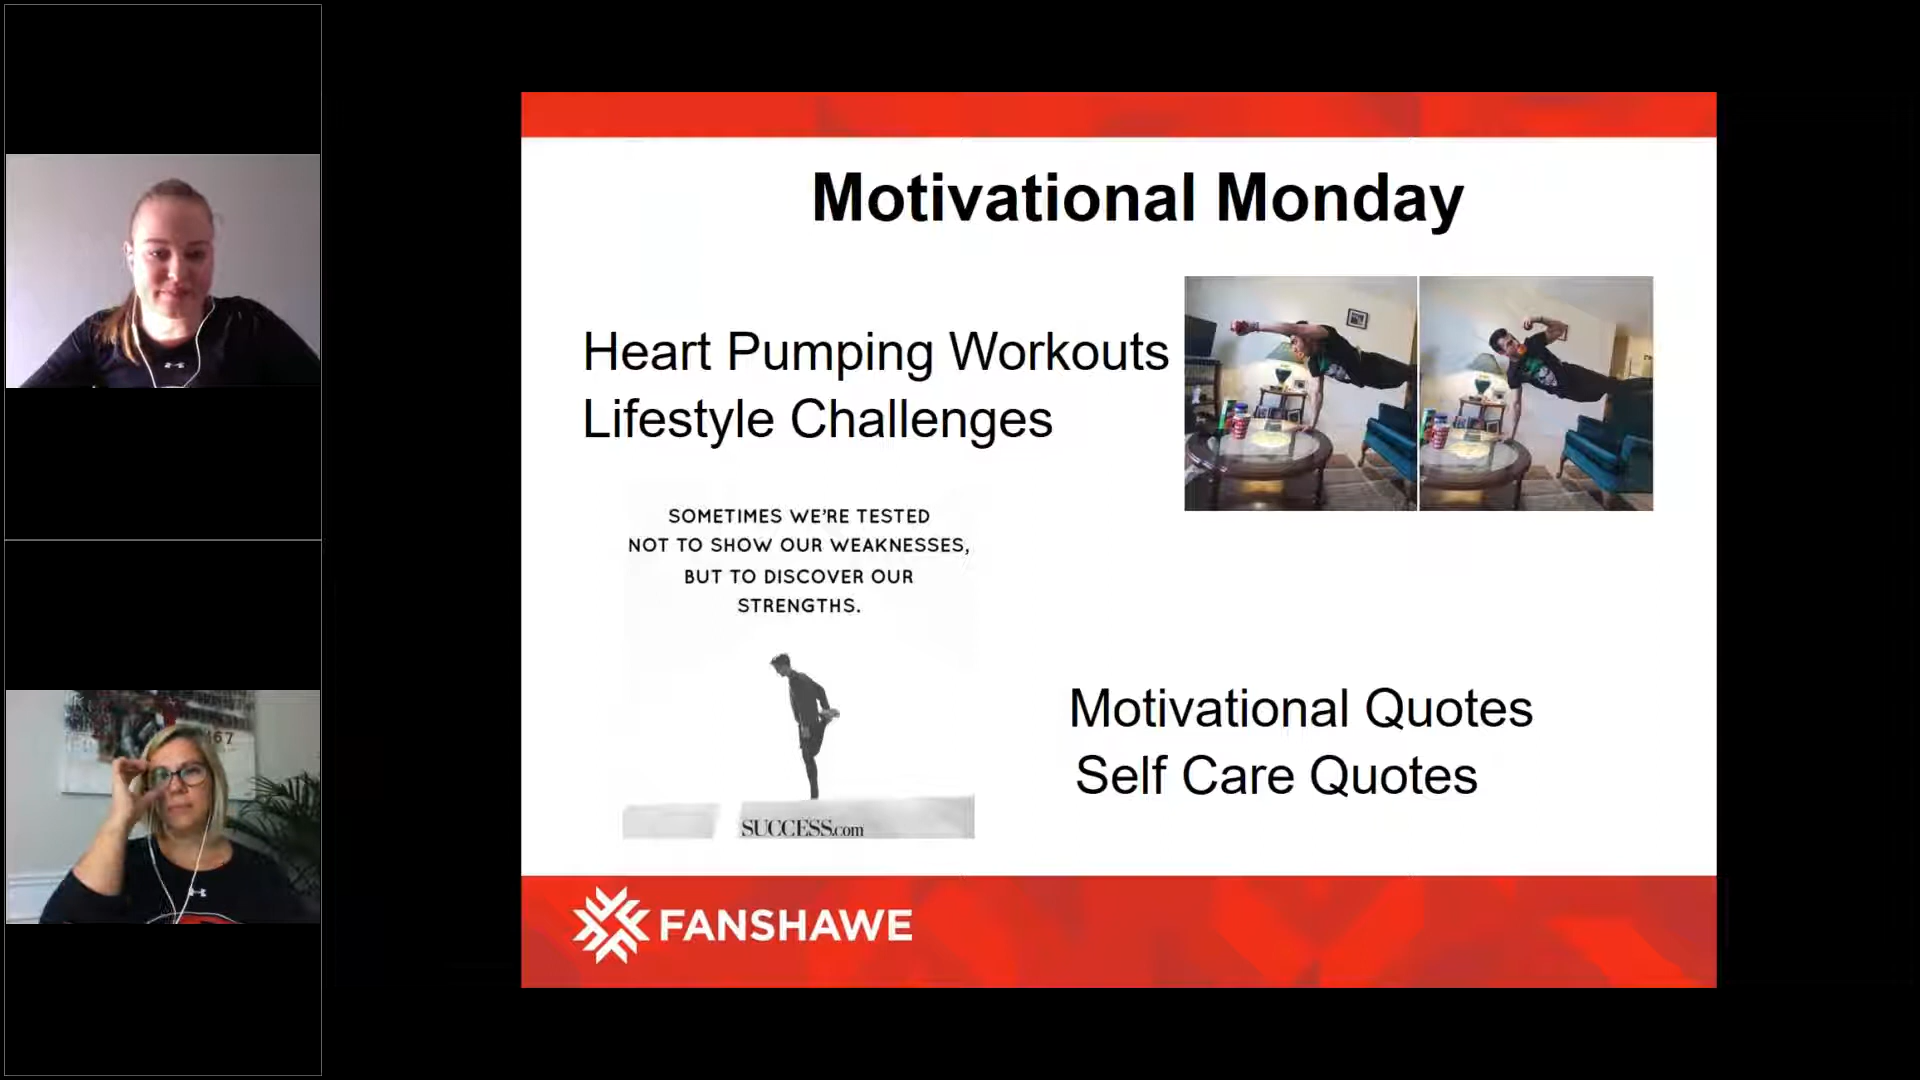 Motivational Monday
Heart Pumping Workouts
Lifestyle Challenges
SOMETIMES WE'RE TESTED
NOT TO SHOW OUR WEAKNESSES,
BUT TO DISCOVER OUR
STRENGTHS.
SUCCESS.com
Motivational Quotes
Self Care Quotes
FANSHAWE
67